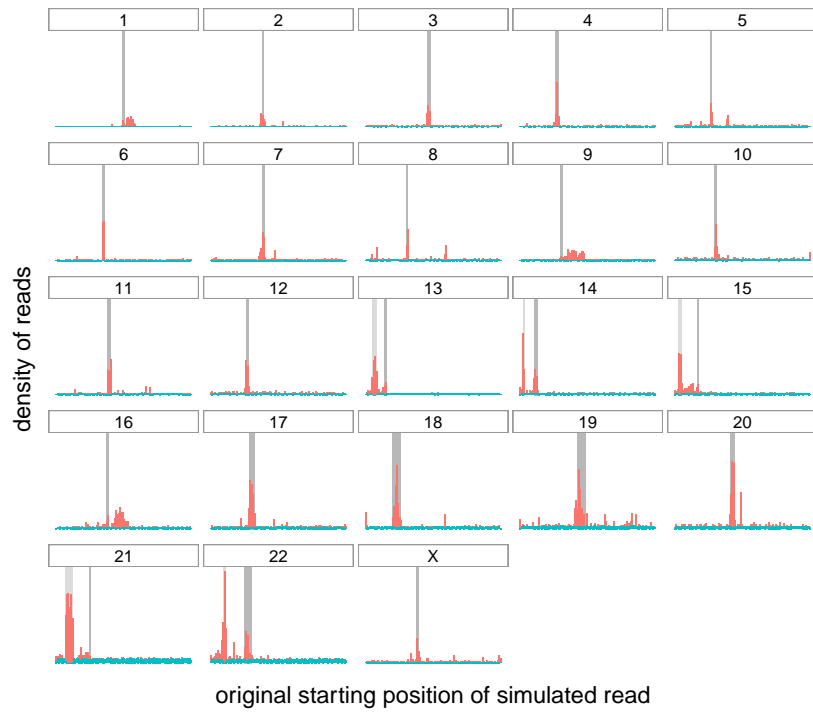 1 2 3 4 5
6 7 8 9 10
11 12 13 14 15
16 17 18 19 20
21 22 X
density of reads
original starting position of simulated read